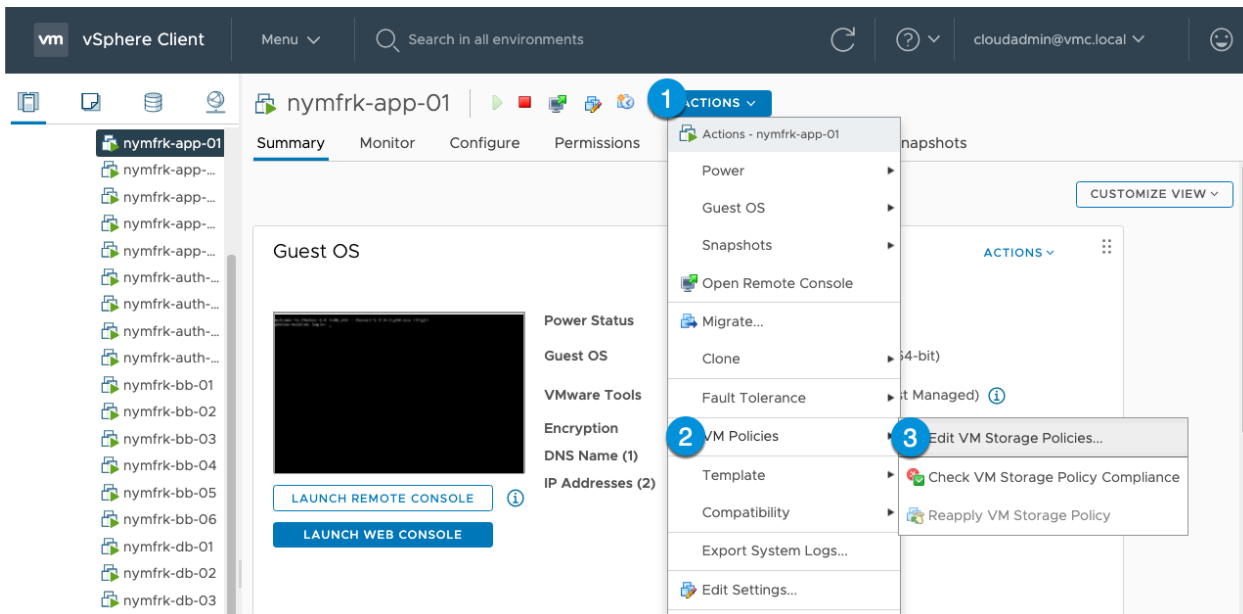 vm vSphere Client Menu Search in all environments cloudadmin@vmc.local
nymfrk-app-01 1 ACTIONS
Summary Monitor Configure Permissions napshots
nymfrk-app-01
nymfrk-app-...
nymfrk-app-...
nymfrk-app-...
nymfrk-app-...
nymfrk-auth-...
nymfrk-auth-...
nymfrk-auth-...
nymfrk-auth-...
nymfrk-bb-01
nymfrk-bb-02
nymfrk-bb-03
nymfrk-bb-04
nymfrk-bb-05
nymfrk-bb-06
nymfrk-db-01
nymfrk-db-02
nymfrk-db-03
CUSTOMIZE VIEW
Guest OS
ACTIONS
Power Status
Guest OS
64-bit)
VMware Tools
st Managed)
Encryption
DNS Name (1)
IP Addresses (2)
LAUNCH REMOTE CONSOLE
LAUNCH WEB CONSOLE
Actions - nymfrk-app-01
Power
Guest OS
Snapshots
Open Remote Console
Migrate...
Clone
Fault Tolerance
2 VM Policies
Template
Compatibility
Export System Logs...
Edit Settings...
3 Edit VM Storage Policies...
Check VM Storage Policy Compliance
Reapply VM Storage Policy